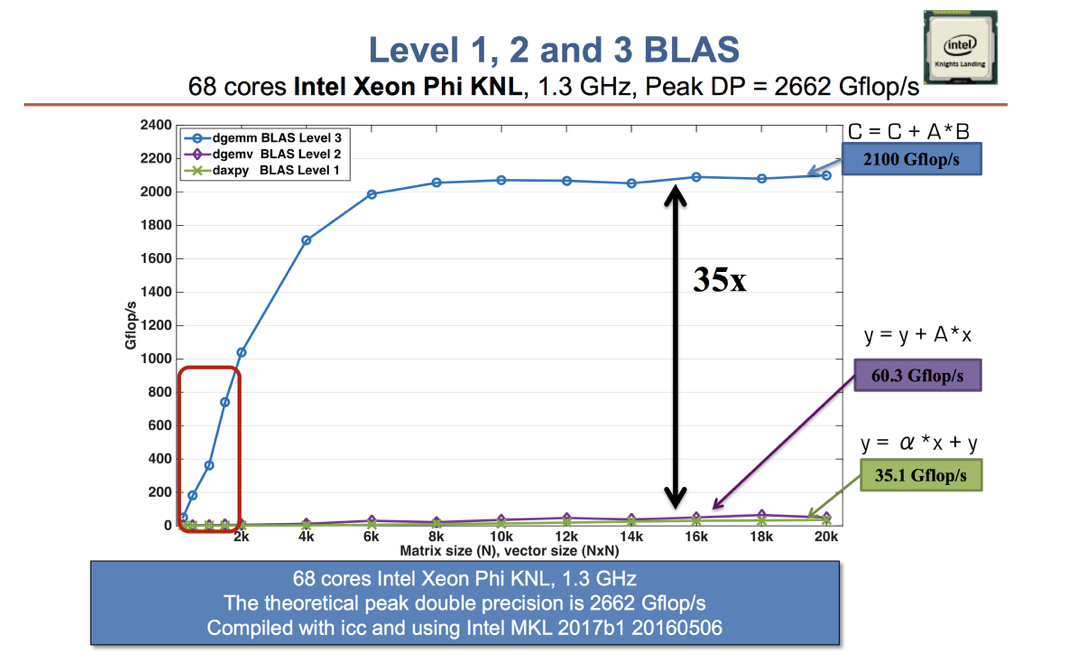 Level 1, 2 and 3 BLAS
68 cores Intel Xeon Phi KNL, 1.3 GHz, Peak DP = 2662 Gflop/s
intel
Knights Landing
dgemm BLAS Level 3
dgemv BLAS Level 2
daxpy BLAS Level 1
Gflop/s
2400
2200
2000
1800
1600
1400
1200
1000
800
600
400
200
0
2k 4k 6k 8k 10k 12k 14k 16k 18k 20k
Matrix size (N), vector size (NxN)
35x
C = C + A*B
2100 Gflop/s
y = y + A*x
60.3 Gflop/s
y = α *x + y
35.1 Gflop/s
68 cores Intel Xeon Phi KNL, 1.3 GHz
The theoretical peak double precision is 2662 Gflop/s
Compiled with icc and using Intel MKL 2017b1 20160506